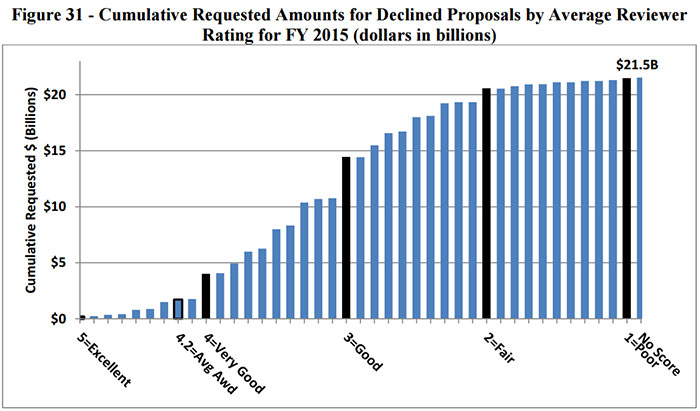 Figure 31 - Cumulative Requested Amounts for Declined Proposals by Average Reviewer
Rating for FY 2015 (dollars in billions)
$21.5B
Cumulative Requested $ (Billions)
$20
$15
$10
$5
$0
5=Excellent
4.2=Avg Awd
4=Very Good
3=Good
2=Fair
1=Poor
No Score